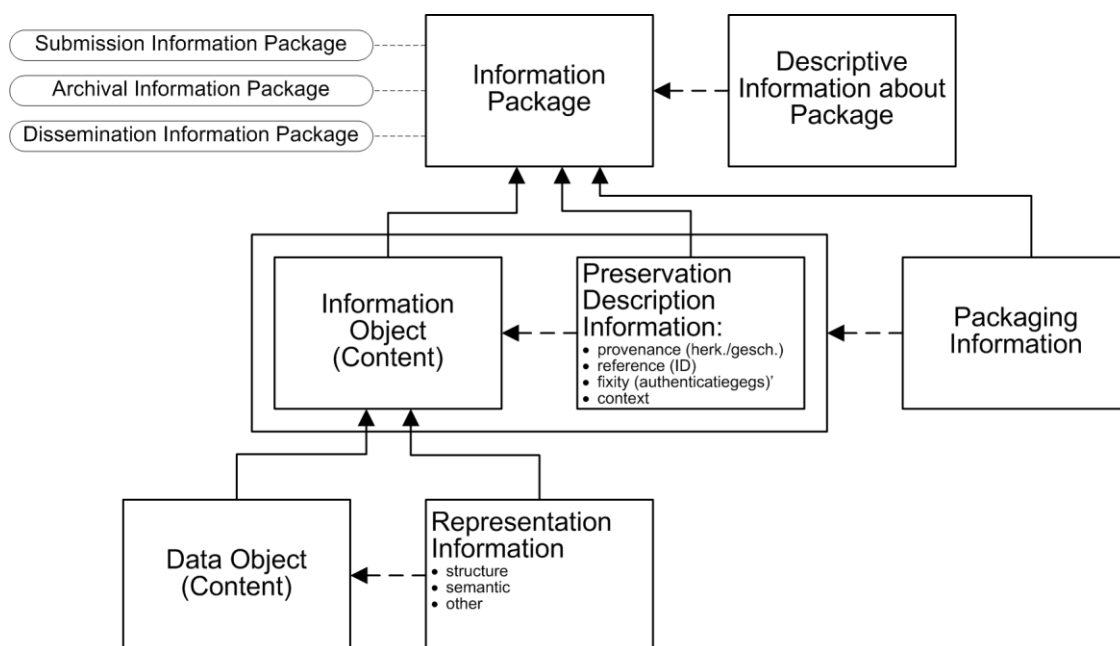 Submission Information Package
Archival Information Package
Dissemination Information Package
Information
Package
Descriptive
Information about
Package
Information
Object
(Content)
Preservation
Description
Information:
• provenance (herk./gesch.)
• reference (ID)
• fixity (authenticatiegegs)'
• context
Packaging
Information
Data Object
(Content)
Representation
Information
• structure
• semantic
• other